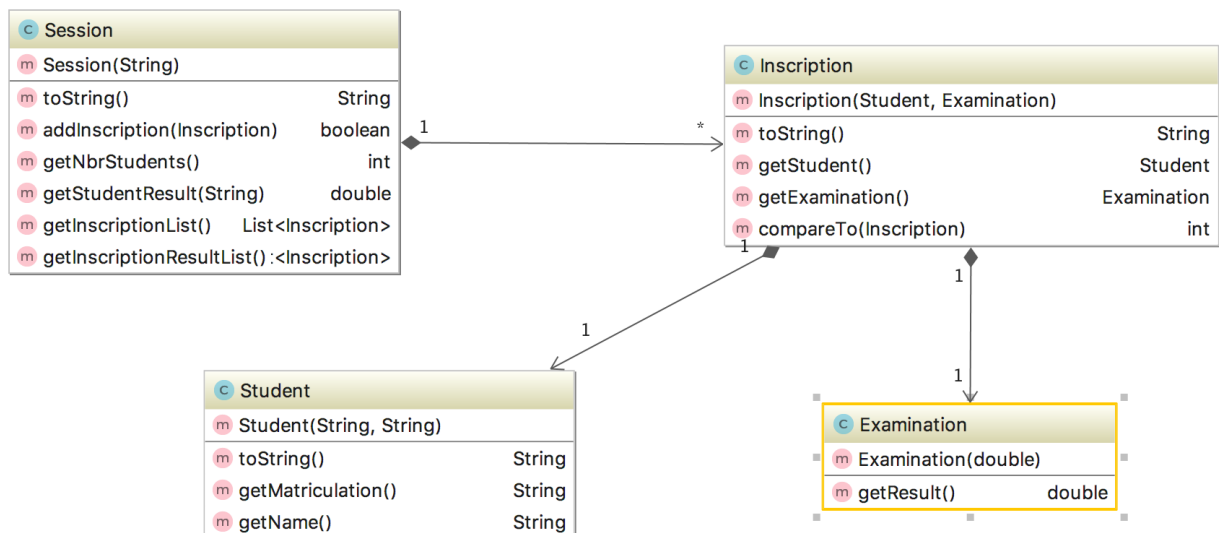 C Session
m Session(String)
m toString() String
m addInscription(Inscription) boolean
m getNbrStudents() int
m getStudentResult(String) double
m getInscriptionList() List<Inscription>
m getInscriptionResultList():<Inscription>
1
*
C Inscription
m Inscription(Student, Examination)
m toString() String
m getStudent() Student
m getExamination() Examination
m compareTo(Inscription) int
1
1
1
1
C Student
m Student(String, String)
m toString() String
m getMatriculation() String
m getName() String
C Examination
m Examination(double)
m getResult() double